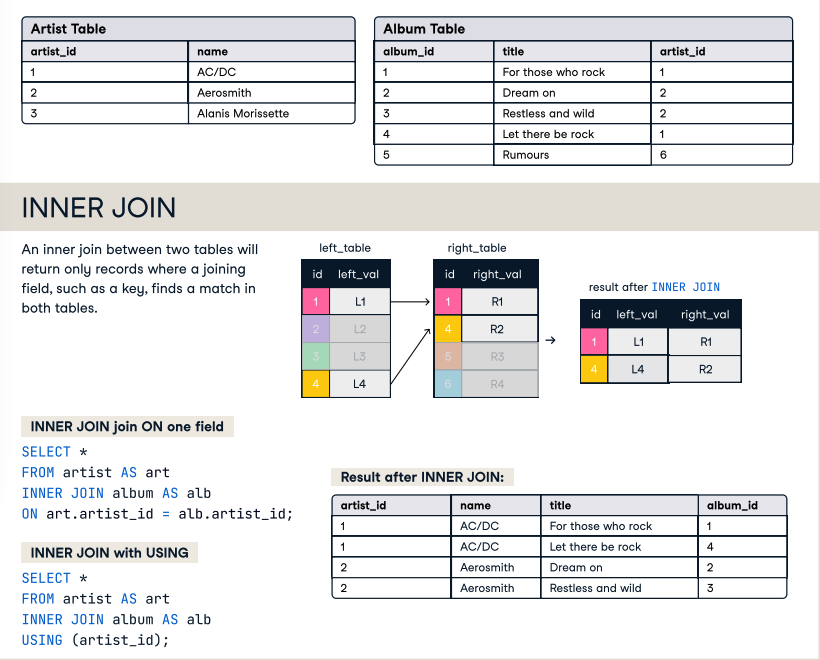 Artist Table
artist_id name
1 AC/DC
2 Aerosmith
3 Alanis Morissette
Album Table
album_id title artist_id
1 For those who rock 1
2 Dream on 2
3 Restless and wild 2
4 Let there be rock 1
5 Rumours 6
INNER JOIN
An inner join between two tables will
return only records where a joining
field, such as a key, finds a match in
both tables.
left_table
id left_val
1 L1
2 L2
3 L3
4 L4
right_table
id right_val
1 R1
4 R2
5 R3
6 R4
result after INNER JOIN
id left_val right_val
1 L1 R1
4 L4 R2
INNER JOIN join ON one field
SELECT *
FROM artist AS art
INNER JOIN album AS alb
ON art.artist_id = alb.artist_id;
INNER JOIN with USING
SELECT *
FROM artist AS art
INNER JOIN album AS alb
USING (artist_id);
Result after INNER JOIN:
artist_id name title album_id
1 AC/DC For those who rock 1
1 AC/DC Let there be rock 4
2 Aerosmith Dream on 2
2 Aerosmith Restless and wild 3